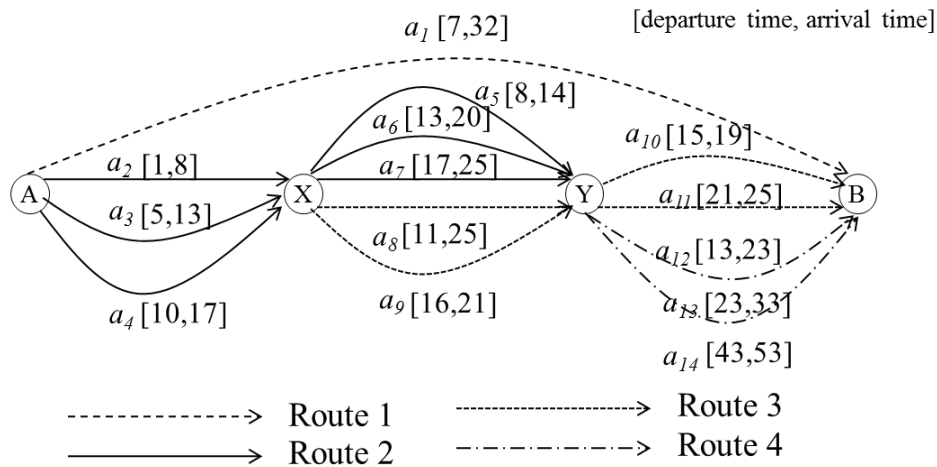 [departure time, arrival time]
a1 [7,32]
a5 [8,14]
a6 [13,20]
a10 [15,19]
a2 [1,8]
a7 [17,25]
A
X
Y
B
a3 [5,13]
a11 [21,25]
a8 [11,25]
a12 [13,23]
a4 [10,17]
a9 [16,21]
a13 [23,33]
a14 [43,53]
Route 1
Route 3
Route 2
Route 4